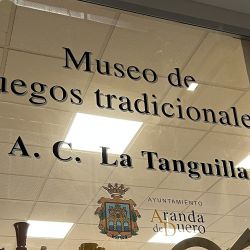 Museo de
uegos tradicionale
A. C. La Tanguilla
AYUNTAMIENTO
Aranda
de Duero